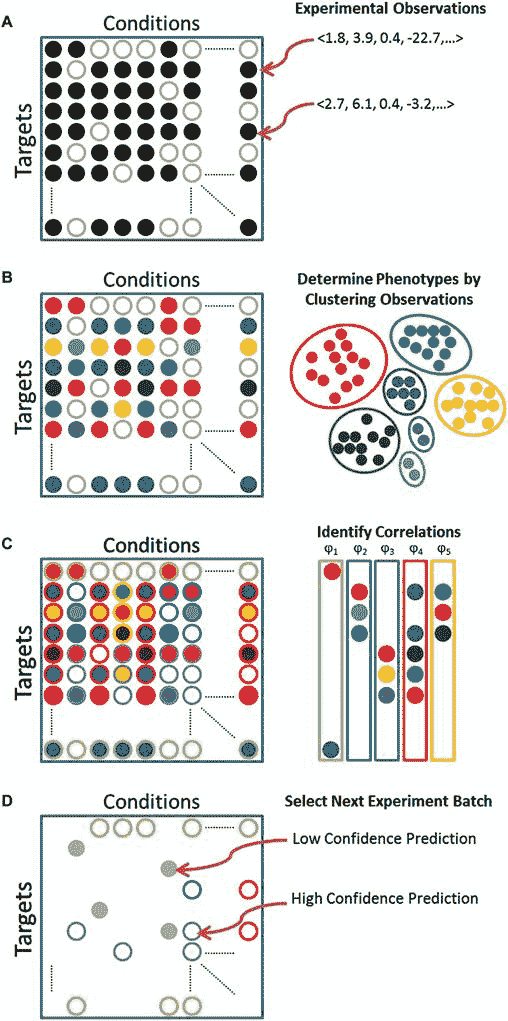 A
Conditions
Experimental Observations
Targets
<1.8, 3.9, 0.4, -22.7,...>
<2.7, 6.1, 0.4, -3.2,...>
B
Conditions
Determine Phenotypes by
Clustering Observations
Targets
C
Conditions
Identify Correlations
φ1 φ2 φ3 φ4 φ5
Targets
D
Conditions
Select Next Experiment Batch
Targets
Low Confidence Prediction
High Confidence Prediction